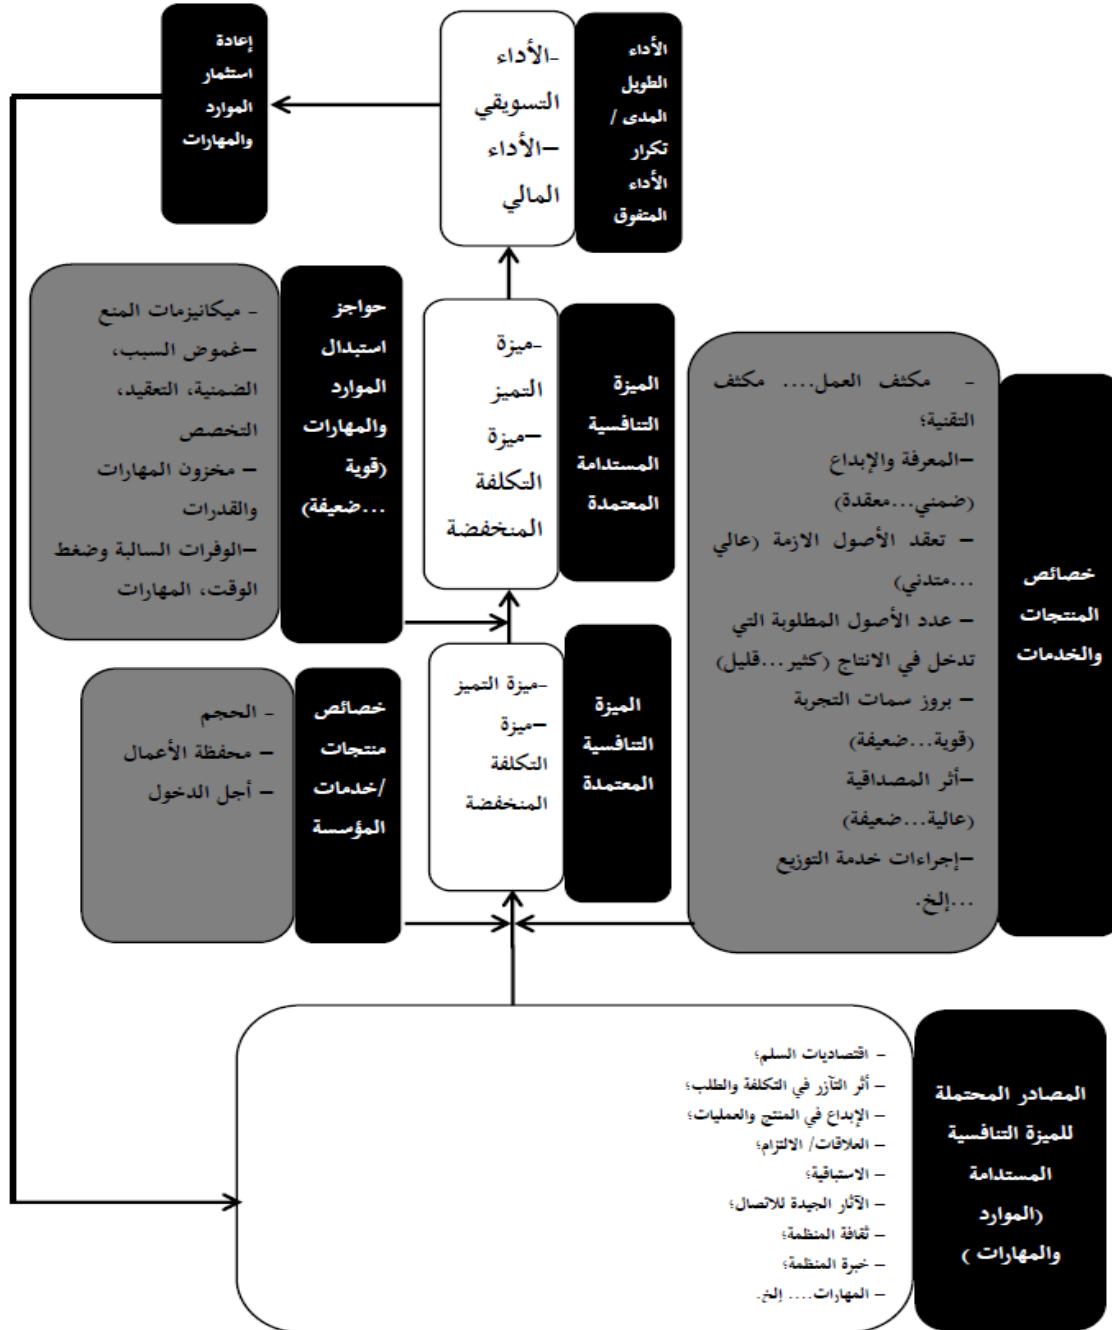 الأداء
الطويل
المدى /
تكرار
الأداء
المتفوق
-الأداء
التسويقي
–الأداء
المالي
إعادة
استثمار
الموارد
والمهارات
الميزة
التنافسية
المستدامة
المعتمدة
-ميزة
التميز
–ميزة
التكلفة
المنخفضة
حواجز
استبدال
الموارد
والمهارات
(قوية
...ضعيفة)
- ميكانيزمات المنع
–غموض السبب،
الضمنية، التعقيد،
التخصص
– مخزون المهارات
والقدرات
–الوفرات السالبة وضغط
الوقت، المهارات
خصائص
المنتجات
والخدمات
- مكثف العمل.... مكثف
التقنية؛
–المعرفة والإبداع
(ضمني...معقدة)
– تعقد الأصول الازمة (عالي
...متدني)
– عدد الأصول المطلوبة التي
تدخل في الانتاج (كثير...قليل)
– بروز سمات التجربة
(قوية...ضعيفة)
–أثر المصداقية
(عالية...ضعيفة)
–إجراءات خدمة التوزيع
...إلخ.
الميزة
التنافسية
المعتمدة
-ميزة التميز
–ميزة
التكلفة
المنخفضة
خصائص
منتجات
/خدمات
المؤسسة
- الحجم
– محفظة الأعمال
– أجل الدخول
المصادر المحتملة
للميزة التنافسية
المستدامة
(الموارد
والمهارات )
– اقتصاديات السلم؛
– أثر التآزر في التكلفة والطلب؛
– الإبداع في المنتج والعمليات؛
– العلاقات/ الالتزام؛
– الاستباقية؛
– الآثار الجيدة للاتصال؛
– ثقافة المنظمة؛
– خبرة المنظمة؛
– المهارات.... إلخ.